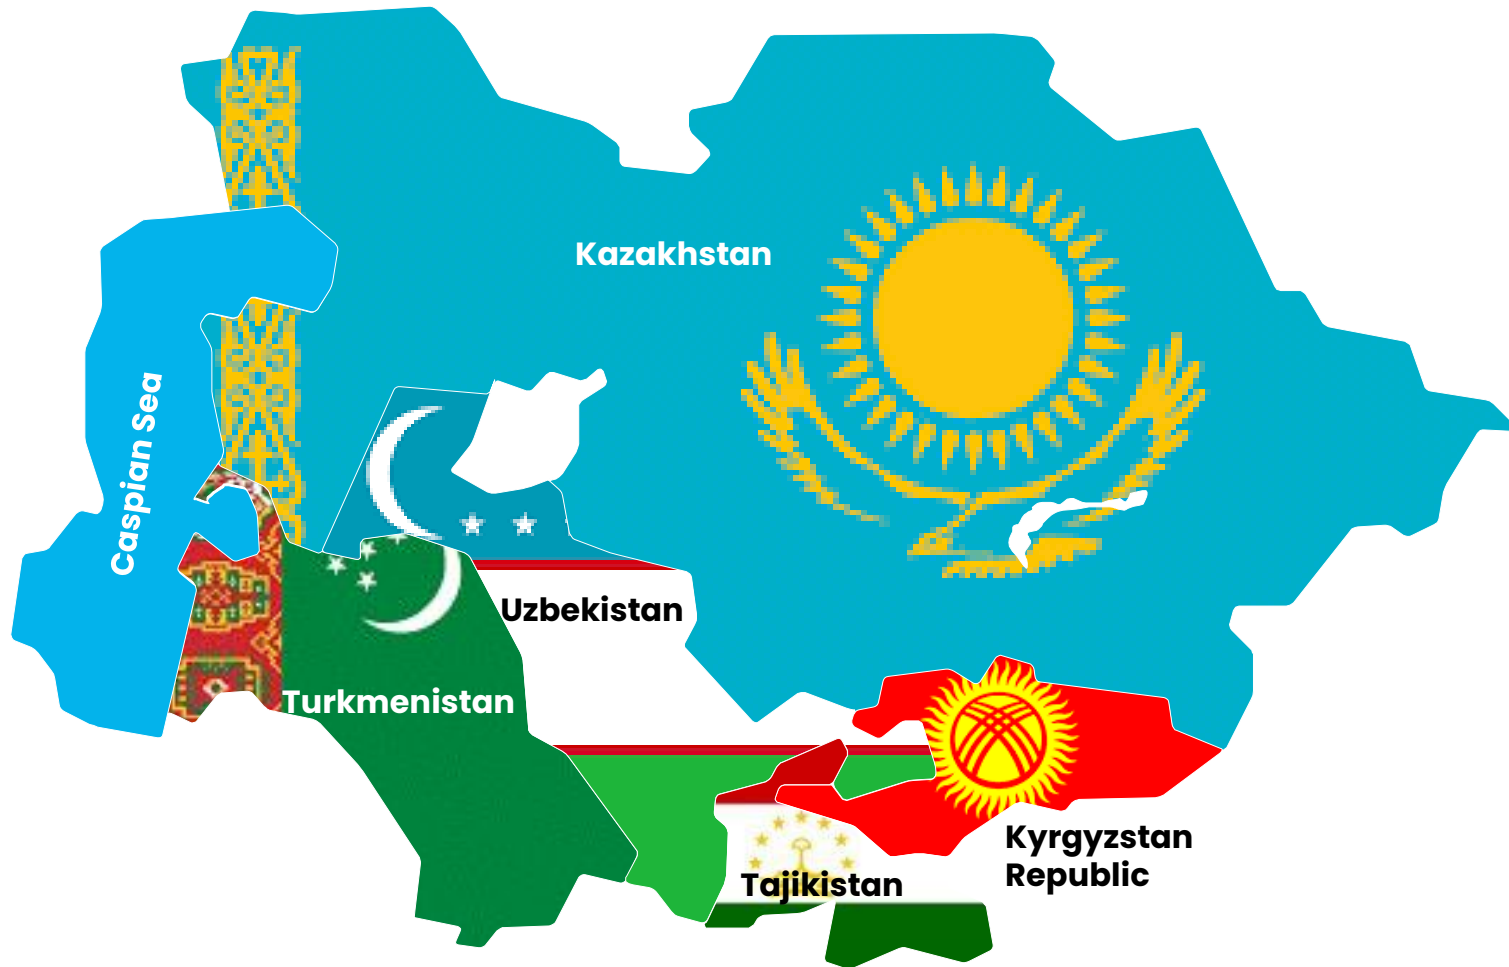 Kazakhstan
Caspian Sea
Uzbekistan
Turkmenistan
Kyrgyzstan
Republic
Tajikistan